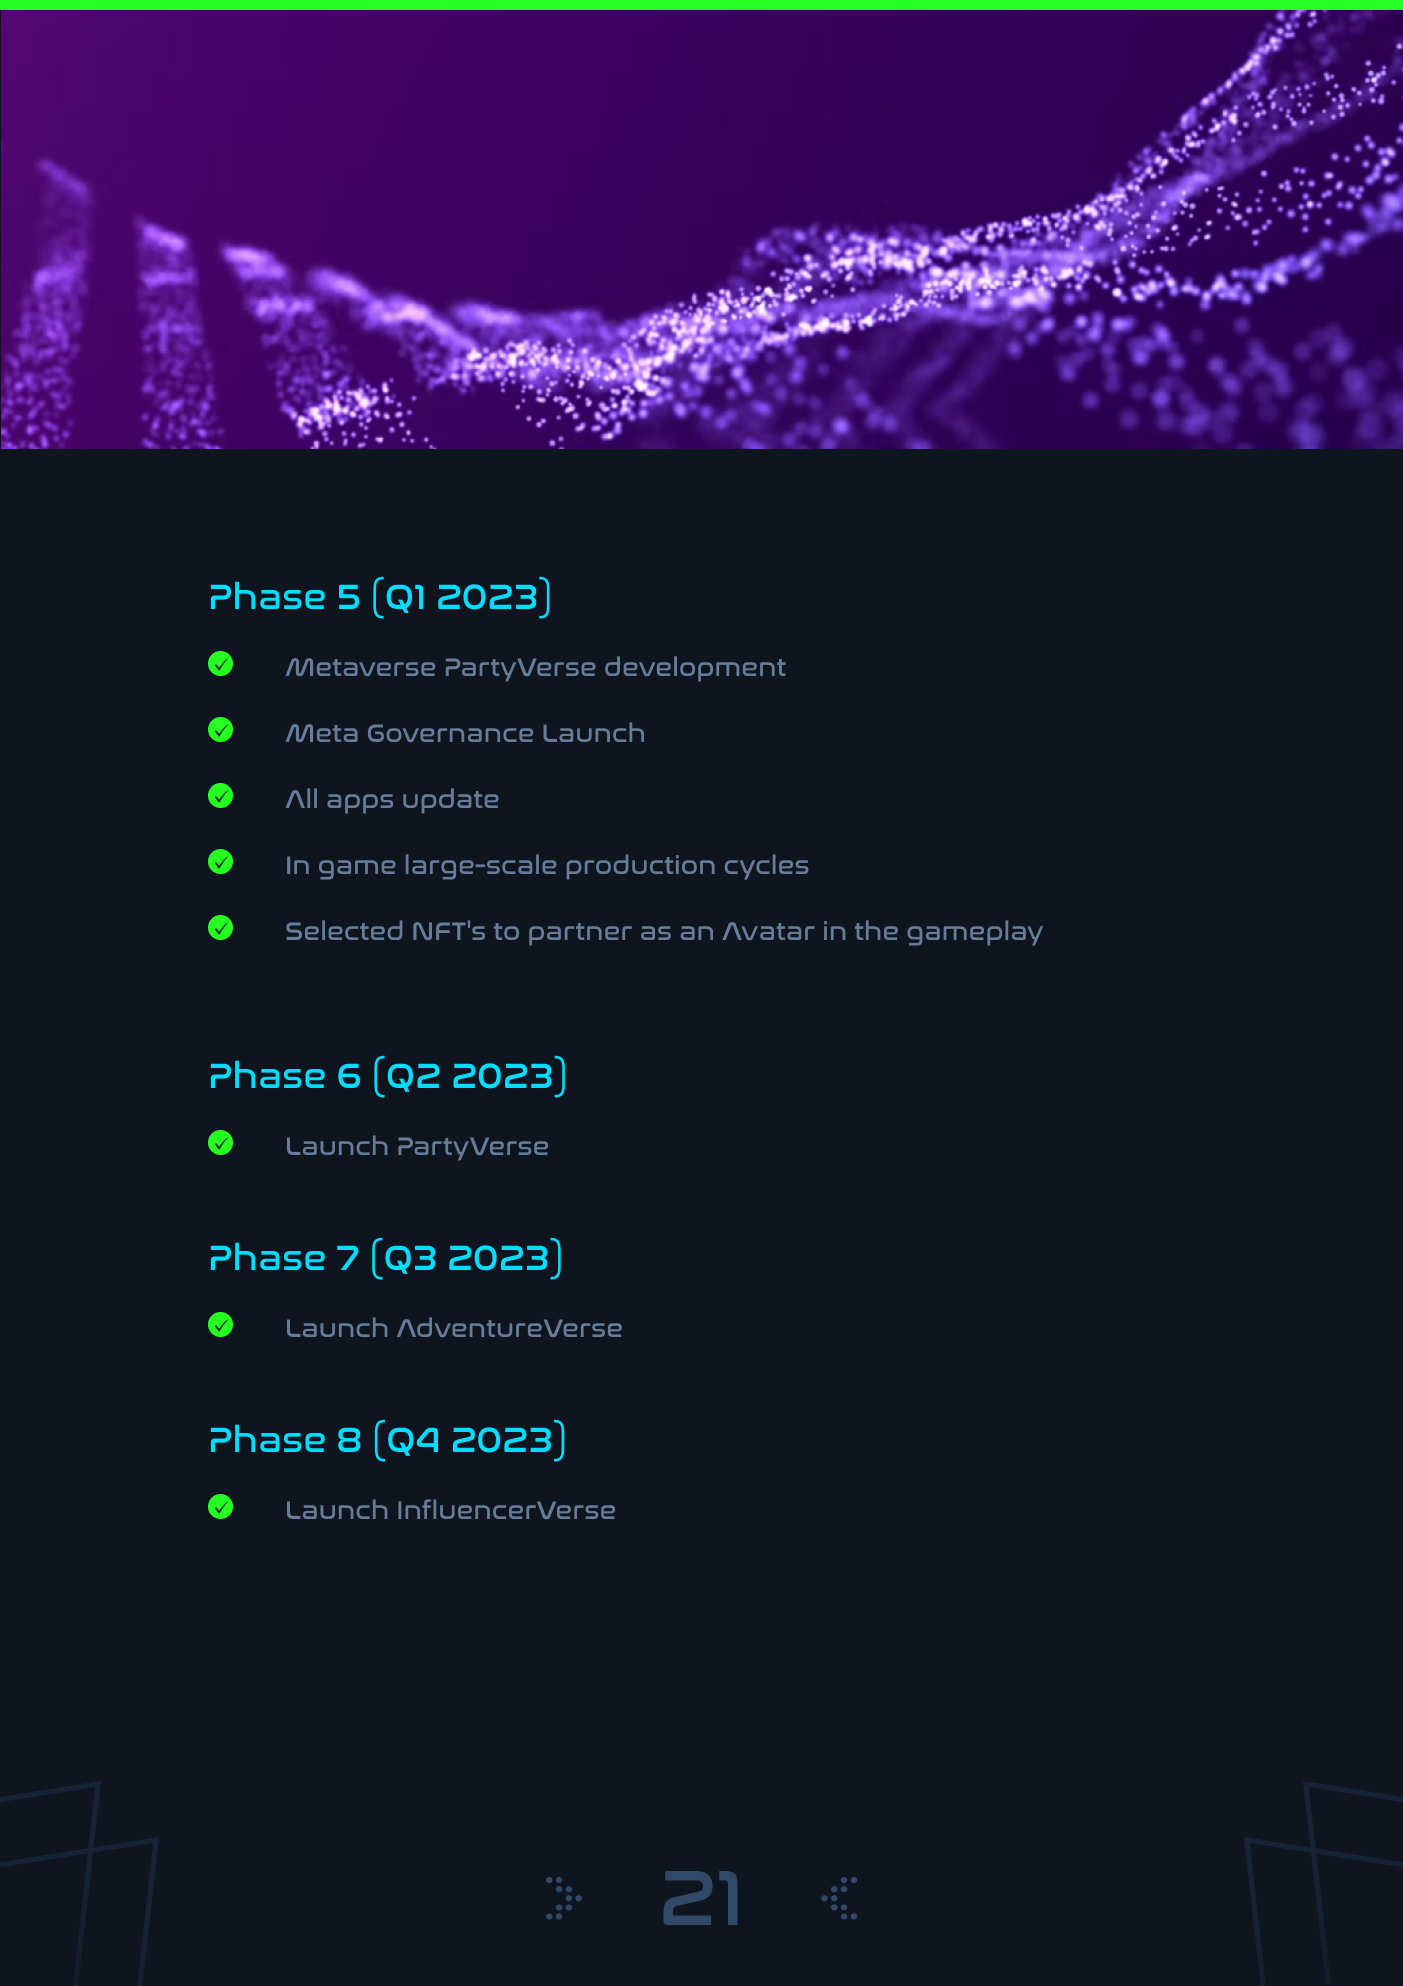 Phase 5 (Q1 2023)
Metaverse PartyVerse development
Meta Governance Launch
All apps update
In game large-scale production cycles
Selected NFT's to partner as an Avatar in the gameplay
Phase 6 (Q2 2023)
Launch PartyVerse
Phase 7 (Q3 2023)
Launch AdventureVerse
Phase 8 (Q4 2023)
Launch InfluencerVerse
21